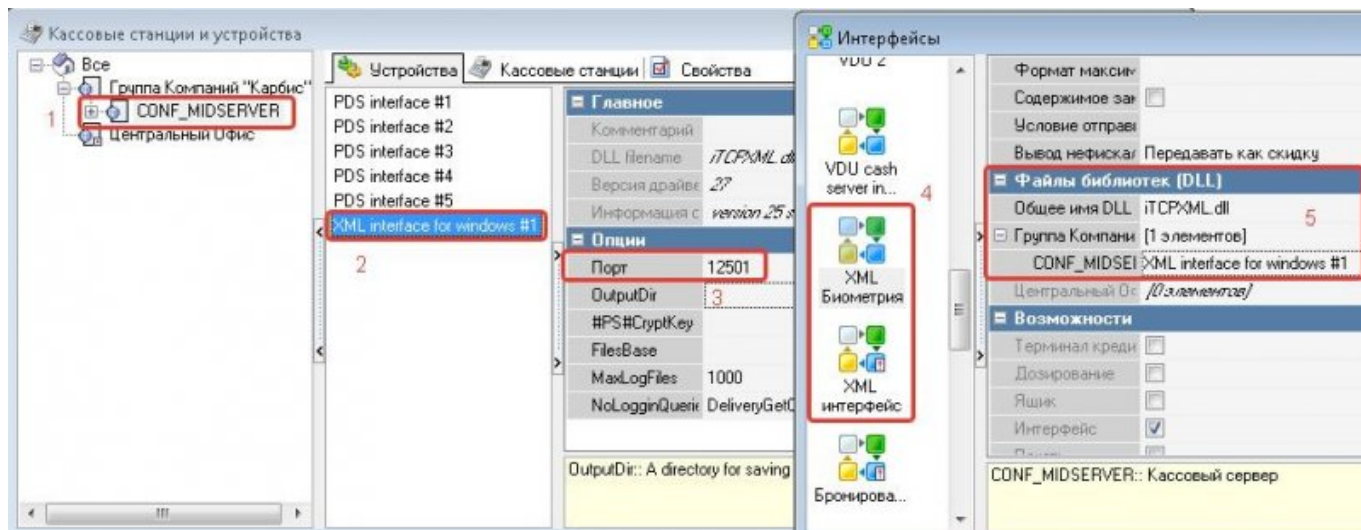 Кассовые станции и устройства
Все
Группа Компаний "Карбис"
1
CONF_MIDSERVER
Центральный Офис
Устройства
Кассовые станции
Свойства
PDS interface #1
PDS interface #2
PDS interface #3
PDS interface #4
PDS interface #5
XML interface for windows #1
2
Главное
Комментарий
DLL filename iTCPXML.dll
Версия драйве 27
Информация с version 25 s
Опции
Порт 12501
OutputDir
3
#PS#CryptKey
FilesBase
MaxLogFiles 1000
NoLogginQuerie DeliveryGetC
OutputDir:: A directory for saving
Интерфейсы
VDU 2
VDU cash
server in...
4
XML
Биометрия
XML
интерфейс
Бронирова...
Формат максим
Содержимое зак
Условие отправи
Вывод нефискал Передавать как скидку
Файлы библиотек (DLL)
Общее имя DLL iTCPXML.dll
5
Группа Компани [1 элементов]
CONF_MIDSEI XML interface for windows #1
Центральный Ос [0 элементов]
Возможности
Терминал креди
Дозирование
Ящик
Интерфейс
CONF_MIDSERVER:: Кассовый сервер